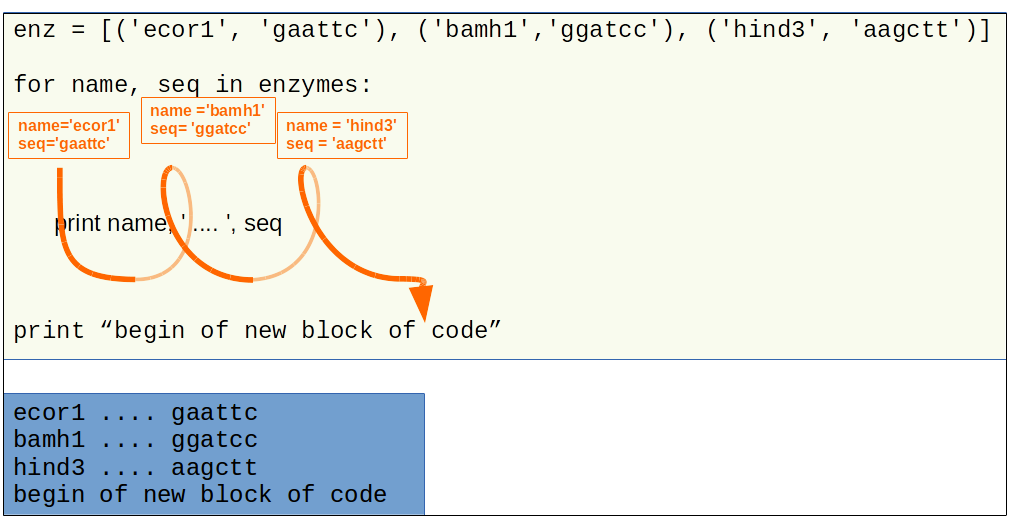 enz = [('ecor1', 'gaattc'), ('bamh1','ggatcc'), ('hind3', 'aagctt')]
for name, seq in enzymes:
name='ecor1'
seq='gaattc'
name ='bamh1'
seq= 'ggatcc'
name = 'hind3'
seq = 'aagctt'
print name, ' .... ', seq
print “begin of new block of code”
ecor1 .... gaattc
bamh1 .... ggatcc
hind3 .... aagctt
begin of new block of code